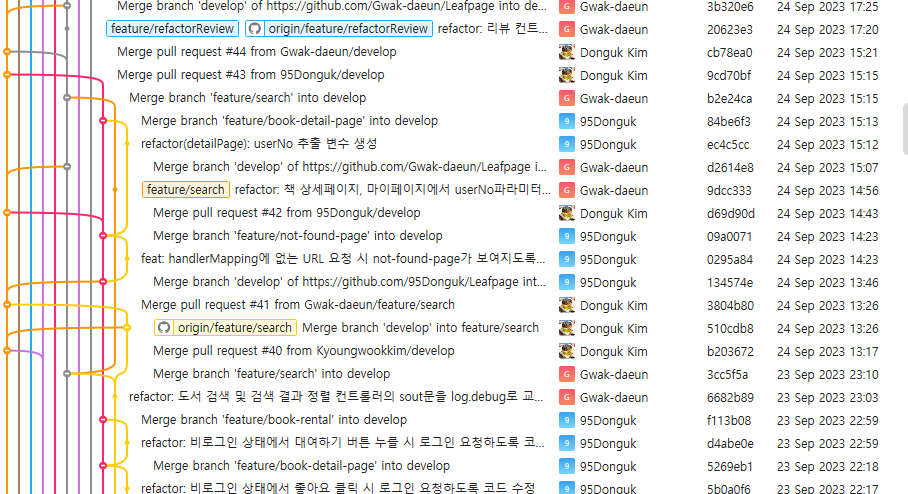 Merge branch 'develop' of https://github.com/Gwak-daeun/Leafpage into de... G Gwak-daeun 3b320e6 24 Sep 2023 17:25
feature/refactorReview origin/feature/refactorReview refactor: 리뷰 컨트... G Gwak-daeun 20623e3 24 Sep 2023 17:20
Merge pull request #44 from Gwak-daeun/develop Donguk Kim cb78ea0 24 Sep 2023 15:21
Merge pull request #43 from 95Donguk/develop Donguk Kim 9cd70bf 24 Sep 2023 15:15
Merge branch 'feature/search' into develop G Gwak-daeun b2e24ca 24 Sep 2023 15:15
Merge branch 'feature/book-detail-page' into develop 9 95Donguk 84be6f3 24 Sep 2023 15:13
refactor(detailPage): userNo 추출 변수 생성 9 95Donguk ec4c5cc 24 Sep 2023 15:12
Merge branch 'develop' of https://github.com/Gwak-daeun/Leafpage i... G Gwak-daeun d2614e8 24 Sep 2023 15:07
feature/search refactor: 책 상세페이지, 마이페이지에서 userNo파라미터... G Gwak-daeun 9dcc333 24 Sep 2023 14:56
Merge pull request #42 from 95Donguk/develop Donguk Kim d69d90d 24 Sep 2023 14:43
Merge branch 'feature/not-found-page' into develop 9 95Donguk 09a0071 24 Sep 2023 14:23
feat: handlerMapping에 없는 URL 요청 시 not-found-page가 보여지도록... 9 95Donguk 0295a84 24 Sep 2023 14:23
Merge branch 'develop' of https://github.com/95Donguk/Leafpage int... 9 95Donguk 134574e 24 Sep 2023 13:46
Merge pull request #41 from Gwak-daeun/feature/search Donguk Kim 3804b80 24 Sep 2023 13:26
origin/feature/search Merge branch 'develop' into feature/search Donguk Kim 510cdb8 24 Sep 2023 13:26
Merge pull request #40 from Kyoungwookkim/develop Donguk Kim b203672 24 Sep 2023 13:17
Merge branch 'feature/search' into develop G Gwak-daeun 3cc5f5a 23 Sep 2023 23:10
refactor: 도서 검색 및 검색 결과 정렬 컨트롤러의 sout문을 log.debug로 교... G Gwak-daeun 6682b89 23 Sep 2023 23:03
Merge branch 'feature/book-rental' into develop 9 95Donguk f113b08 23 Sep 2023 22:59
refactor: 비로그인 상태에서 대여하기 버튼 누를 시 로그인 요청하도록 코... 9 95Donguk d4abe0e 23 Sep 2023 22:59
Merge branch 'feature/book-detail-page' into develop 9 95Donguk 5269eb1 23 Sep 2023 22:18
refactor: 비로그인 상태에서 좋아요 클릭 시 로그인 요청하도록 코드 수정 9 95Donguk 5b0a0f6 23 Sep 2023 22:17